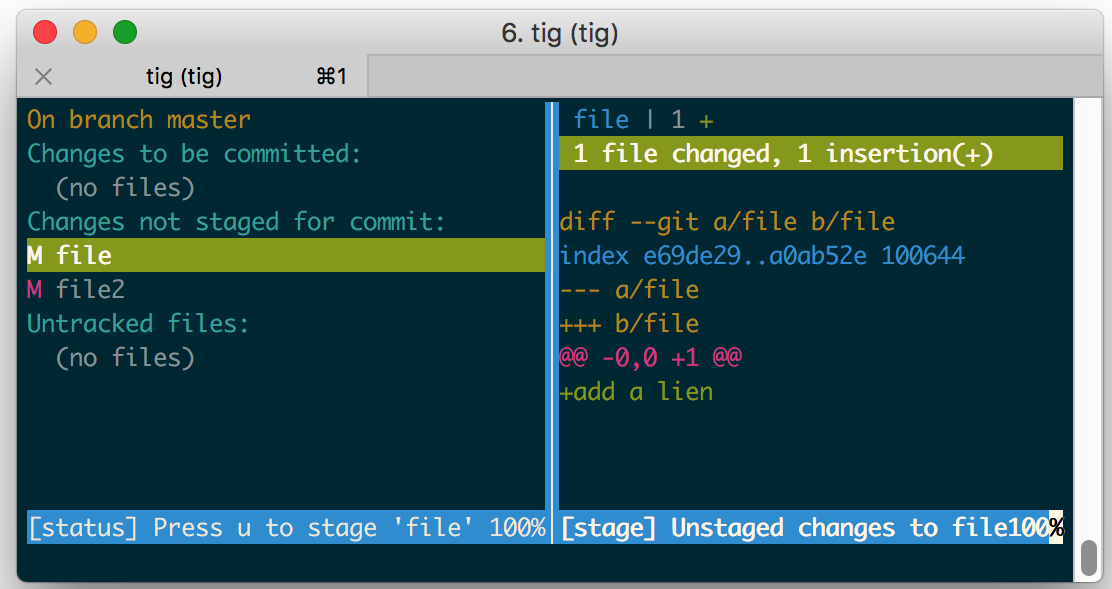 6. tig (tig)
tig (tig) ⌘1
On branch master
Changes to be committed:
(no files)
Changes not staged for commit:
M file
M file2
Untracked files:
(no files)
[status] Press u to stage 'file' 100%
file | 1 +
1 file changed, 1 insertion(+)
diff --git a/file b/file
index e69de29..a0ab52e 100644
--- a/file
+++ b/file
@@ -0,0 +1 @@
+add a lien
[stage] Unstaged changes to file100%